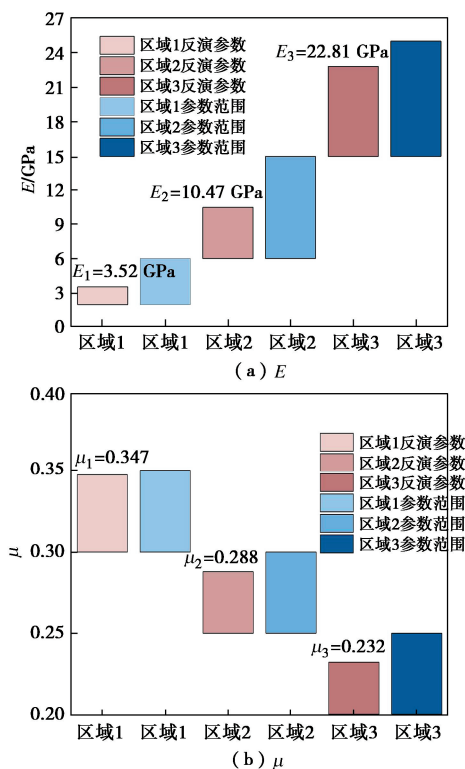 27
24
21
18
15
12
9
6
3
0
E/GPa
区域1反演参数
区域2反演参数
区域3反演参数
区域1参数范围
区域2参数范围
区域3参数范围
E₃=22.81 GPa
E₂=10.47 GPa
E₁=3.52 GPa
区域1 区域1 区域2 区域2 区域3 区域3
(a) E
0.40
0.35
0.30
0.25
0.20
μ
区域1反演参数
区域2反演参数
区域3反演参数
区域1参数范围
区域2参数范围
区域3参数范围
μ₁=0.347
μ₂=0.288
μ₃=0.232
区域1 区域1 区域2 区域2 区域3 区域3
(b) μ